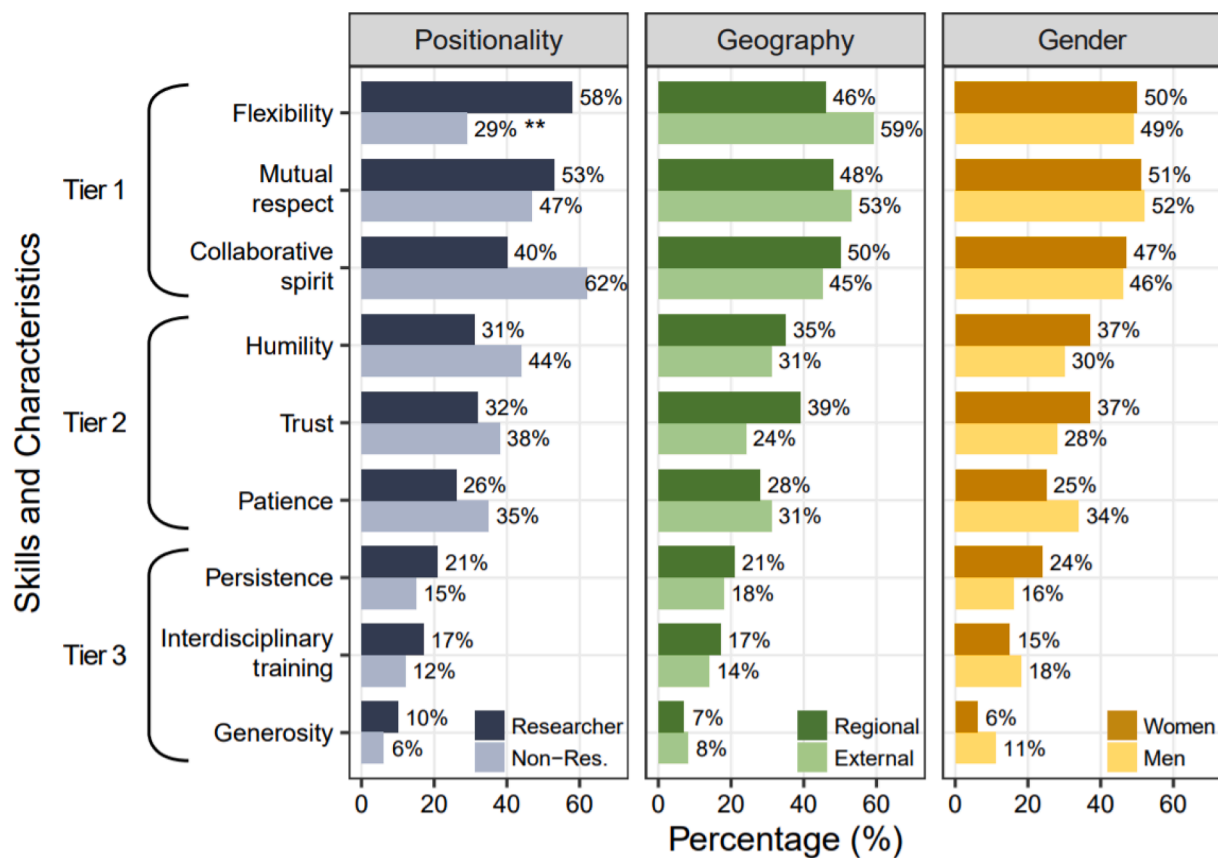 Positionality
Geography
Gender
Skills and Characteristics
Tier 1
Flexibility
58%
29% **
46%
59%
50%
49%
Mutual
respect
53%
47%
48%
53%
51%
52%
Collaborative
spirit
40%
62%
50%
45%
47%
46%
Tier 2
Humility
31%
44%
35%
31%
37%
30%
Trust
32%
38%
39%
24%
37%
28%
Patience
26%
35%
28%
31%
25%
34%
Tier 3
Persistence
21%
15%
21%
18%
24%
16%
Interdisciplinary
training
17%
12%
17%
14%
15%
18%
Generosity
10%
6%
7%
8%
6%
11%
Researcher
Non−Res.
Regional
External
Women
Men
0 20 40 60
0 20 40 60
0 20 40 60
Percentage (%)